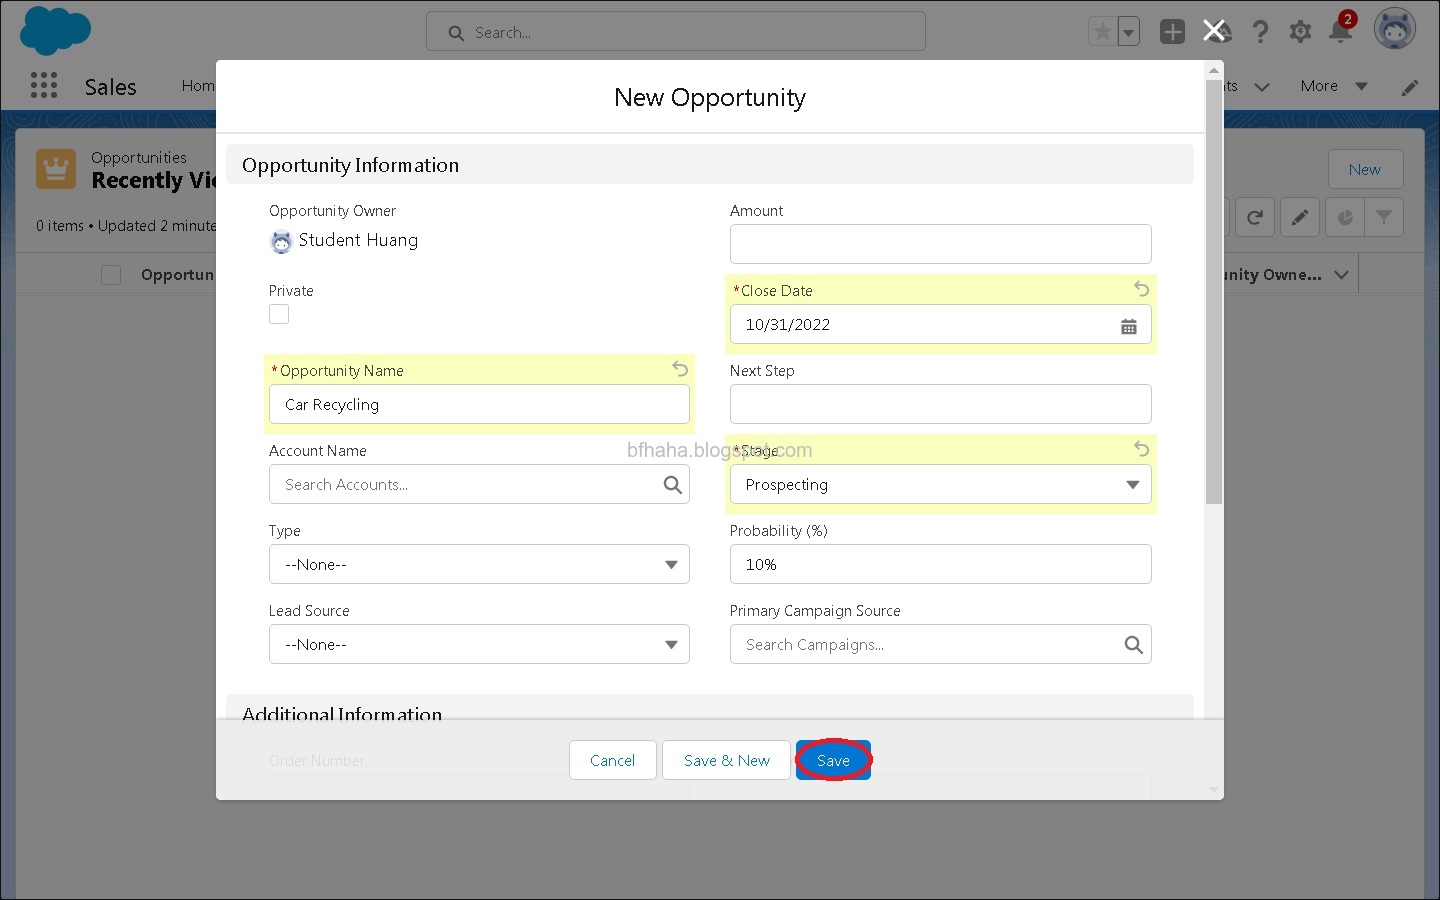 Search...
2
Sales
Hom
nts
More
New Opportunity
Opportunities
Recently Vie
New
0 items • Updated 2 minute
Opportun
unity Owne...
Opportunity Information
Opportunity Owner
Student Huang
Amount
Private
*Close Date
10/31/2022
*Opportunity Name
Car Recycling
Next Step
Account Name
Search Accounts...
bfhaha.blogspot.com
*Stage
Prospecting
Type
--None--
Probability (%)
10%
Lead Source
--None--
Primary Campaign Source
Search Campaigns...
Additional Information
Order Number
Cancel
Save & New
Save